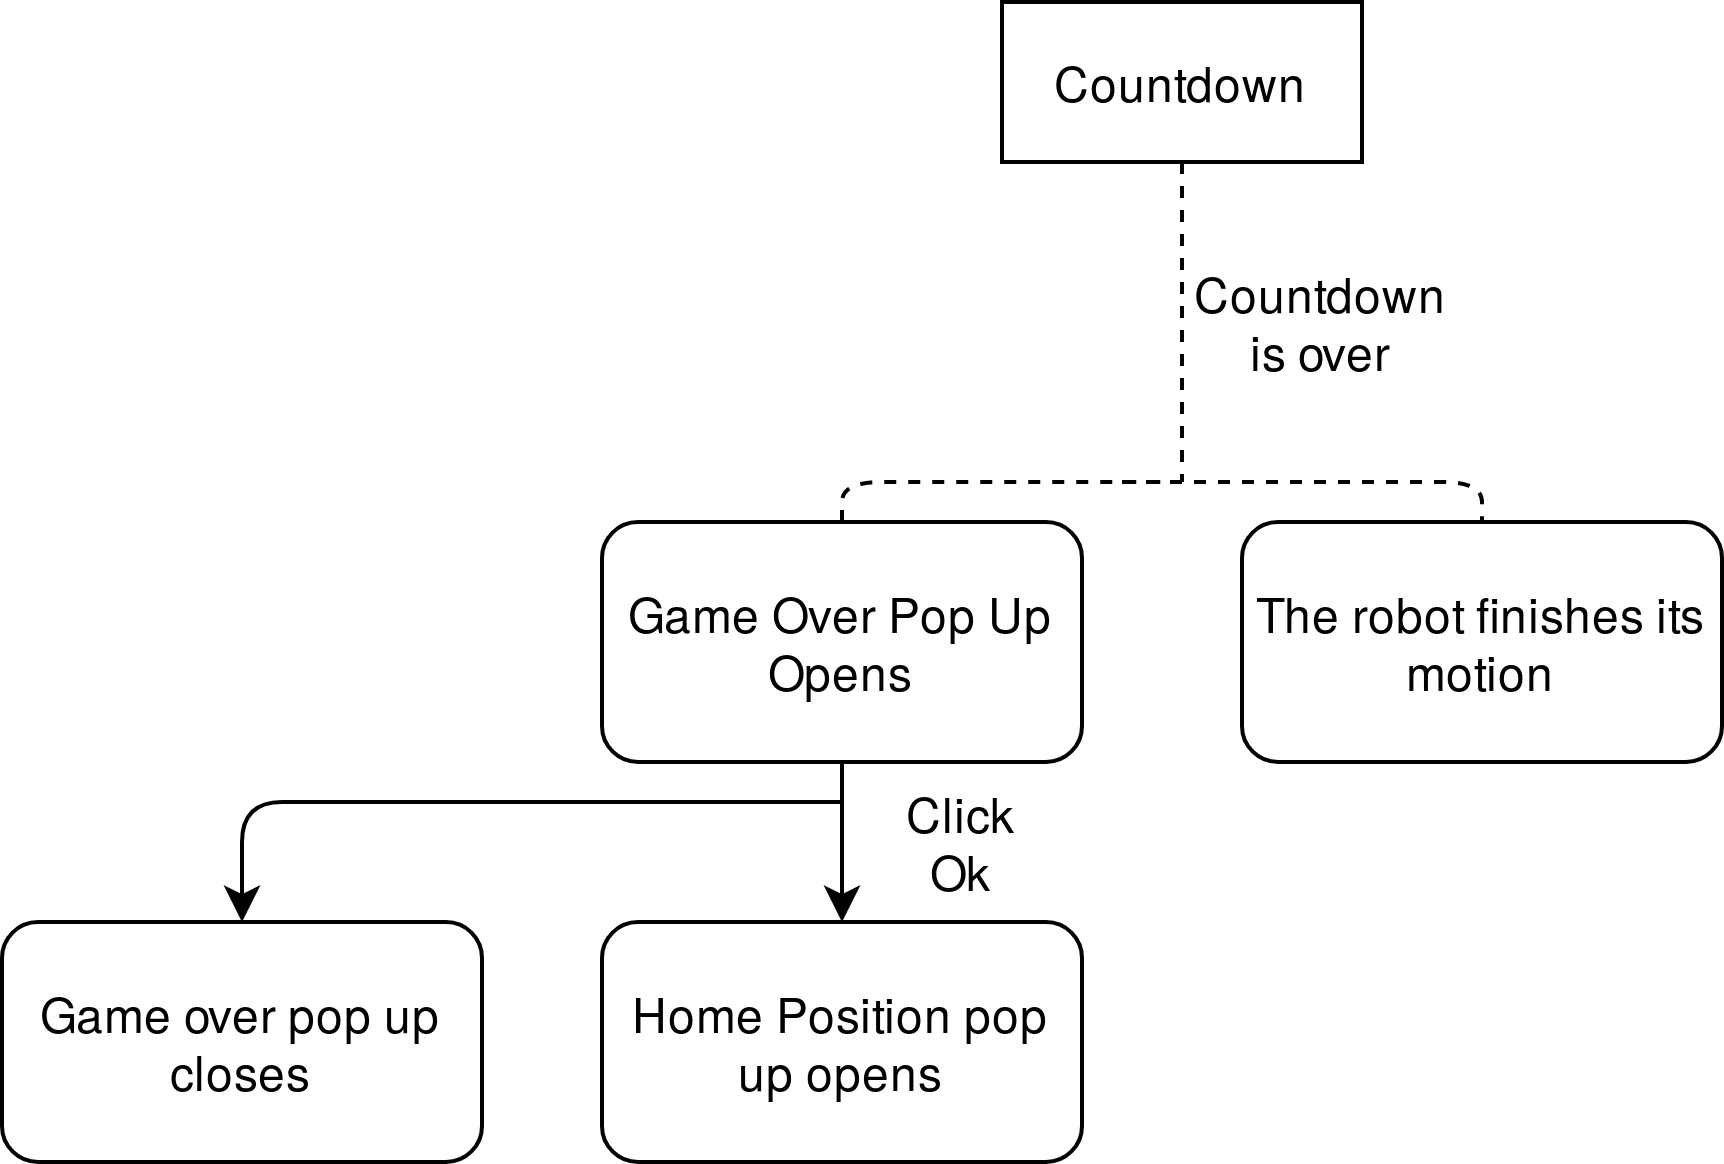 Countdown
Countdown
is over
Game Over Pop Up
Opens
The robot finishes its
motion
Click
Ok
Game over pop up
closes
Home Position pop
up opens